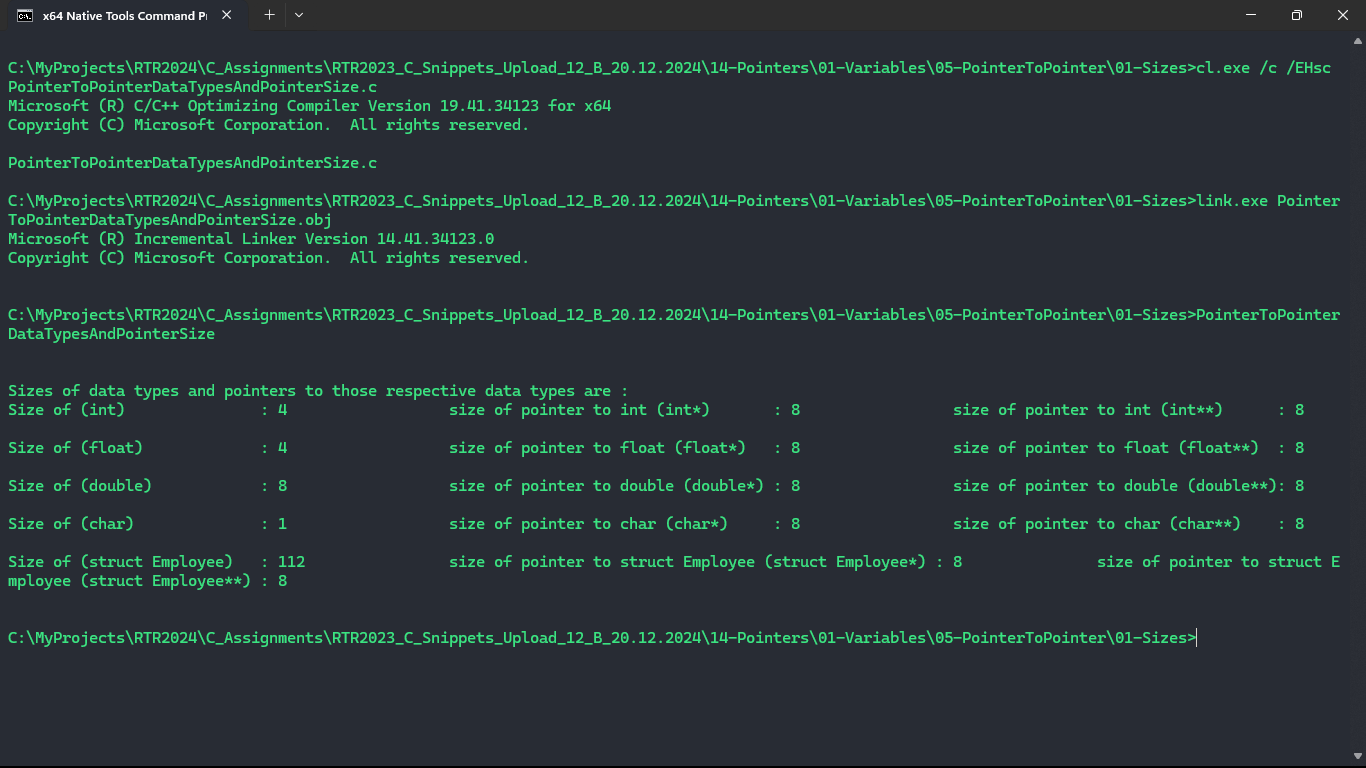 x64 Native Tools Command P
C:\MyProjects\RTR2024\C_Assignments\RTR2023_C_Snippets_Upload_12_B_20.12.2024\14-Pointers\01-Variables\05-PointerToPointer\01-Sizes>cl.exe /c /EHsc
PointerToPointerDataTypesAndPointerSize.c
Microsoft (R) C/C++ Optimizing Compiler Version 19.41.34123 for x64
Copyright (C) Microsoft Corporation.  All rights reserved.
PointerToPointerDataTypesAndPointerSize.c
C:\MyProjects\RTR2024\C_Assignments\RTR2023_C_Snippets_Upload_12_B_20.12.2024\14-Pointers\01-Variables\05-PointerToPointer\01-Sizes>link.exe Pointer
ToPointerDataTypesAndPointerSize.obj
Microsoft (R) Incremental Linker Version 14.41.34123.0
Copyright (C) Microsoft Corporation.  All rights reserved.
C:\MyProjects\RTR2024\C_Assignments\RTR2023_C_Snippets_Upload_12_B_20.12.2024\14-Pointers\01-Variables\05-PointerToPointer\01-Sizes>PointerToPointer
DataTypesAndPointerSize
Sizes of data types and pointers to those respective data types are :
Size of (int)               : 4                  size of pointer to int (int*)       : 8                 size of pointer to int (int**)      : 8
Size of (float)             : 4                  size of pointer to float (float*)   : 8                 size of pointer to float (float**)  : 8
Size of (double)            : 8                  size of pointer to double (double*) : 8                 size of pointer to double (double**): 8
Size of (char)              : 1                  size of pointer to char (char*)     : 8                 size of pointer to char (char**)    : 8
Size of (struct Employee)   : 112                size of pointer to struct Employee (struct Employee*) : 8               size of pointer to struct E
mployee (struct Employee**) : 8
C:\MyProjects\RTR2024\C_Assignments\RTR2023_C_Snippets_Upload_12_B_20.12.2024\14-Pointers\01-Variables\05-PointerToPointer\01-Sizes>